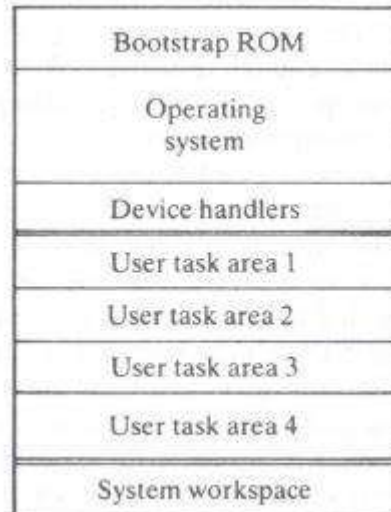 Bootstrap ROM
Operating
system
Device handlers
User task area 1
User task area 2
User task area 3
User task area 4
System workspace